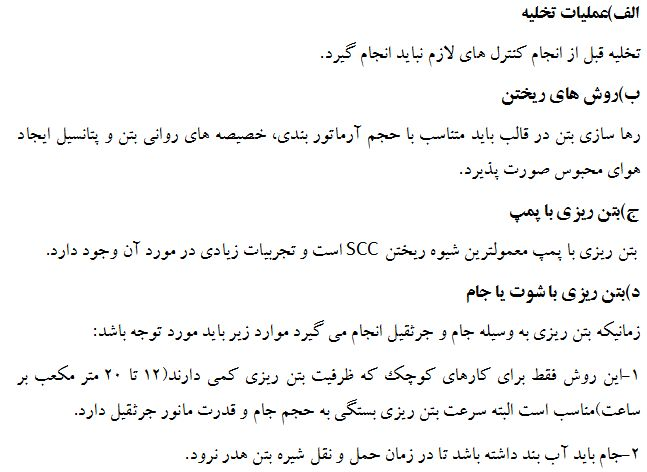 الف)عملیات تخلیه
تخلیه قبل از انجام کنترل های لازم نباید انجام گیرد.
ب)روش های ریختن
رها سازی بتن در قالب باید متناسب با حجم آرماتور بندی، خصیصه های روانی بتن و پتانسیل ایجاد
هوای محبوس صورت پذیرد.
ج)بتن ریزی با پمپ
بتن ریزی با پمپ معمولترین شیوه ریختن SCC است و تجربیات زیادی در مورد آن وجود دارد.
د)بتن ریزی با شوت یا جام
زمانیکه بتن ریزی به وسیله جام و جرثقیل انجام می گیرد موارد زیر باید مورد توجه باشد:
۱-این روش فقط برای کارهای کوچک که ظرفیت بتن ریزی کمی دارند(۱۲ تا ۲۰ متر مکعب بر
ساعت)مناسب است البته سرعت بتن ریزی بستگی به حجم جام و قدرت مانور جرثقیل دارد.
۲-جام باید آب بند داشته باشد تا در زمان حمل و نقل شیره بتن هدر نرود.